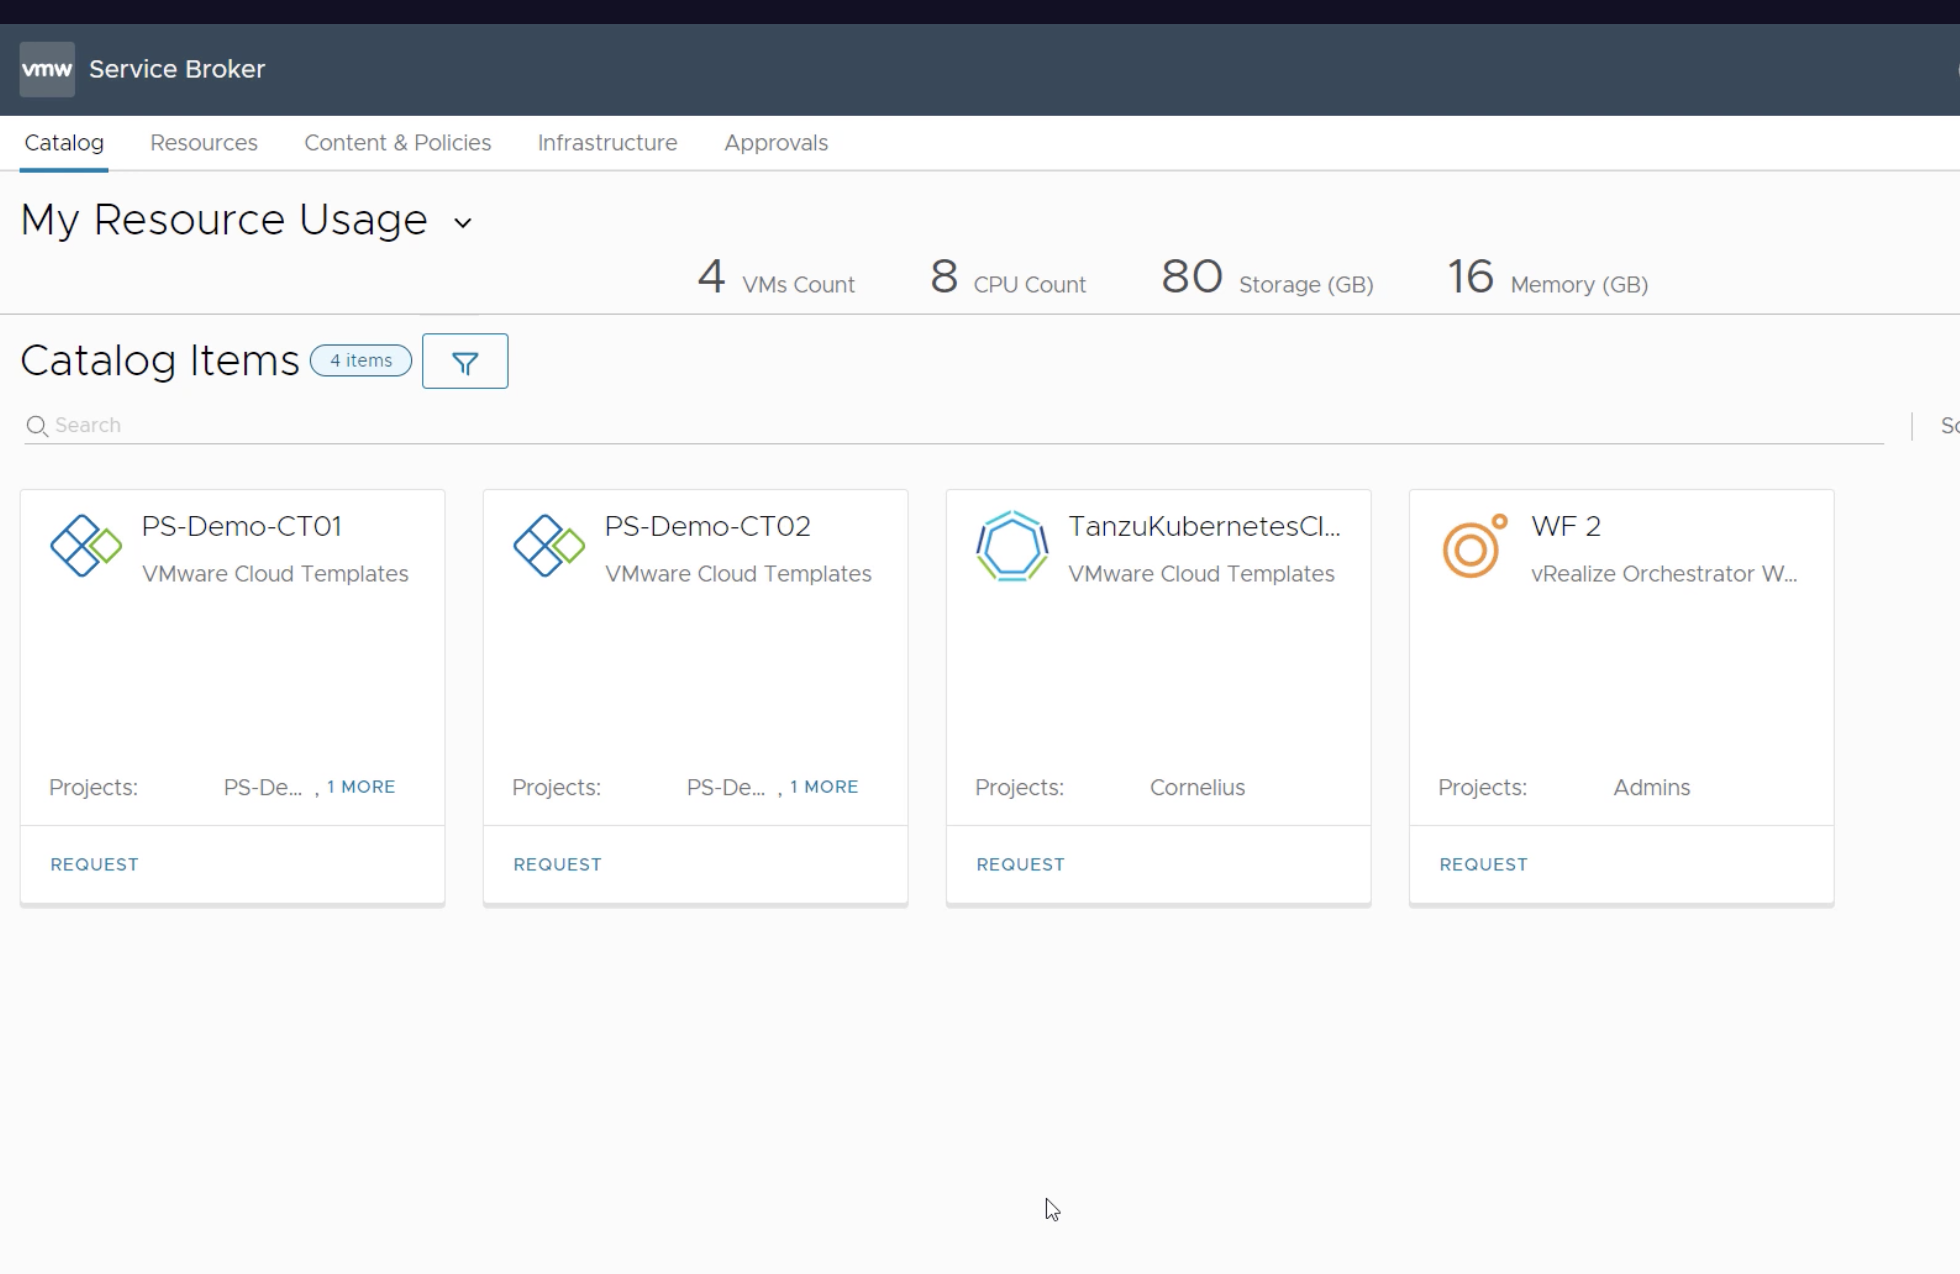 vmw Service Broker
Catalog Resources Content & Policies Infrastructure Approvals
My Resource Usage
4 VMs Count 8 CPU Count 80 Storage (GB) 16 Memory (GB)
Catalog Items 4 items
Search
PS-Demo-CT01
VMware Cloud Templates
Projects: PS-De... , 1 MORE
REQUEST
PS-Demo-CT02
VMware Cloud Templates
Projects: PS-De... , 1 MORE
REQUEST
TanzuKubernetesCl...
VMware Cloud Templates
Projects: Cornelius
REQUEST
WF 2
vRealize Orchestrator W...
Projects: Admins
REQUEST